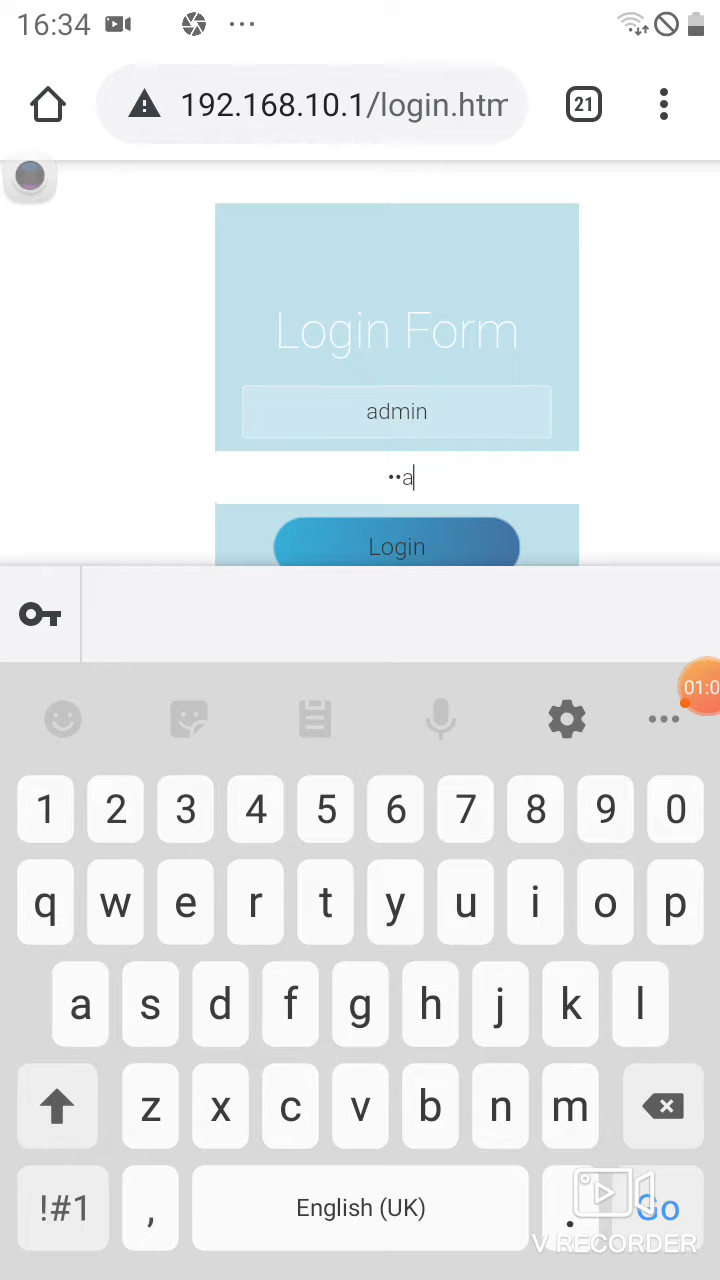 16:34
192.168.10.1/login.htm
21
Login Form
admin
••a
Login
01:0
1 2 3 4 5 6 7 8 9 0
q w e r t y u i o p
a s d f g h j k l
z x c v b n m
!#1 , English (UK) . Go
V RECORDER